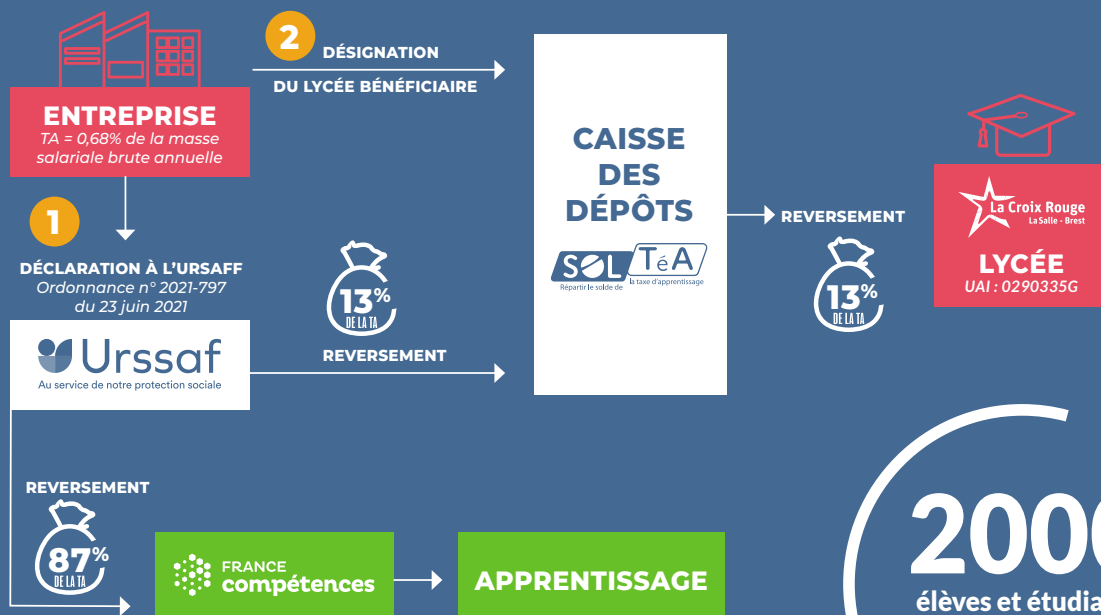 2
DÉSIGNATION
DU LYCÉE BÉNÉFICIAIRE
ENTREPRISE
TA = 0,68% de la masse
salariale brute annuelle
1
DÉCLARATION À L'URSAFF
Ordonnance n° 2021-797
du 23 juin 2021
Urssaf
Au service de notre protection sociale
13%
DE LA TA
REVERSEMENT
CAISSE
DES
DÉPÔTS
SOLTéA
Répartir le solde de la taxe d'apprentissage
REVERSEMENT
13%
DE LA TA
La Croix Rouge
La Salle - Brest
LYCÉE
UAI : 0290335G
REVERSEMENT
87%
DE LA TA
FRANCE
compétences
APPRENTISSAGE
2000
élèves et étudia